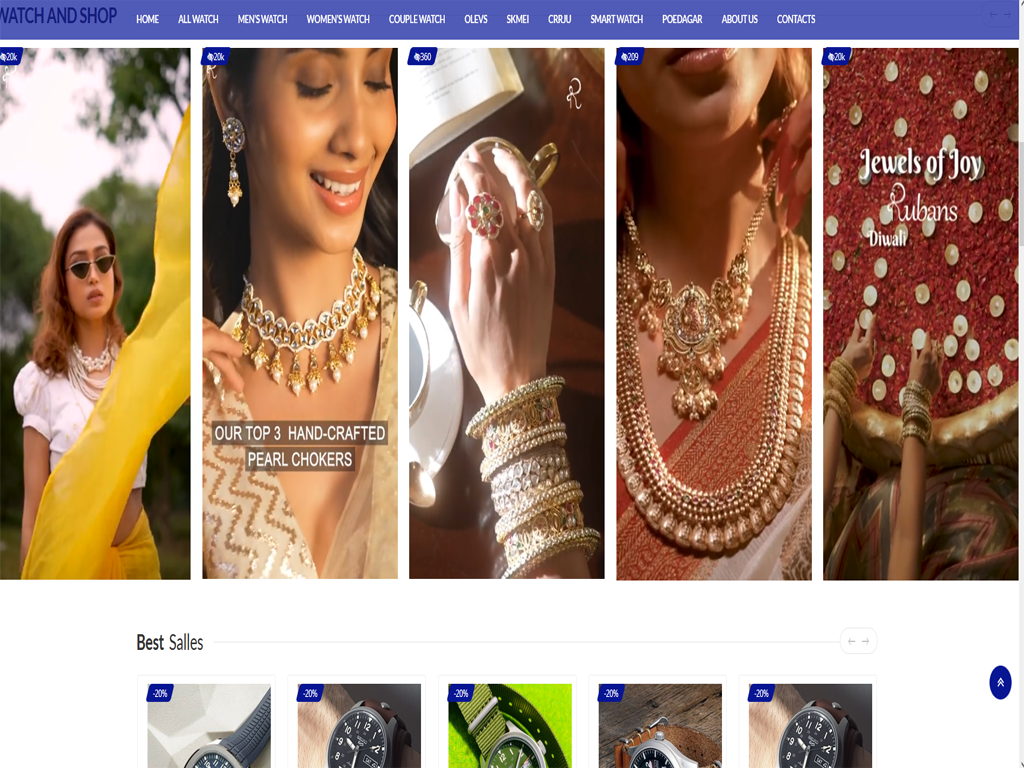 WATCH AND SHOP
HOME
ALL WATCH
MEN'S WATCH
WOMEN'S WATCH
COUPLE WATCH
OLEVS
SKMEI
CRRJU
SMART WATCH
POEDAGAR
ABOUT US
CONTACTS
20k
20k
360
209
20k
R
Jewels of Joy
Rubans
Diwali
OUR TOP 3 HAND-CRAFTED
PEARL CHOKERS
Best Salles
-20%
-20%
-20%
-20%
-20%